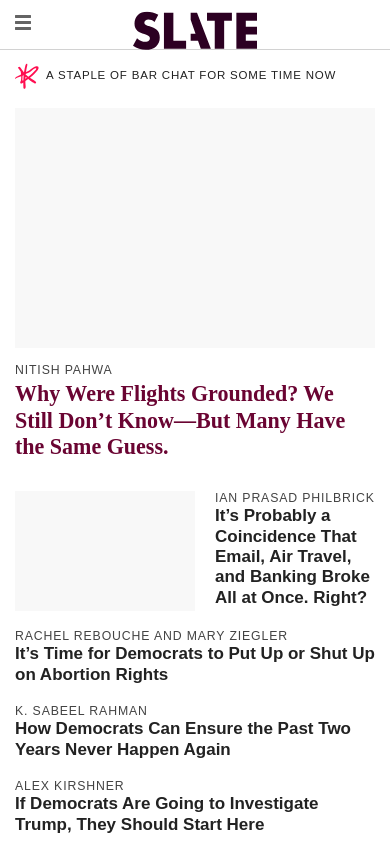 SLATE
A STAPLE OF BAR CHAT FOR SOME TIME NOW
NITISH PAHWA
Why Were Flights Grounded? We
Still Don’t Know—But Many Have
the Same Guess.
IAN PRASAD PHILBRICK
It’s Probably a
Coincidence That
Email, Air Travel,
and Banking Broke
All at Once. Right?
RACHEL REBOUCHE AND MARY ZIEGLER
It’s Time for Democrats to Put Up or Shut Up
on Abortion Rights
K. SABEEL RAHMAN
How Democrats Can Ensure the Past Two
Years Never Happen Again
ALEX KIRSHNER
If Democrats Are Going to Investigate
Trump, They Should Start Here